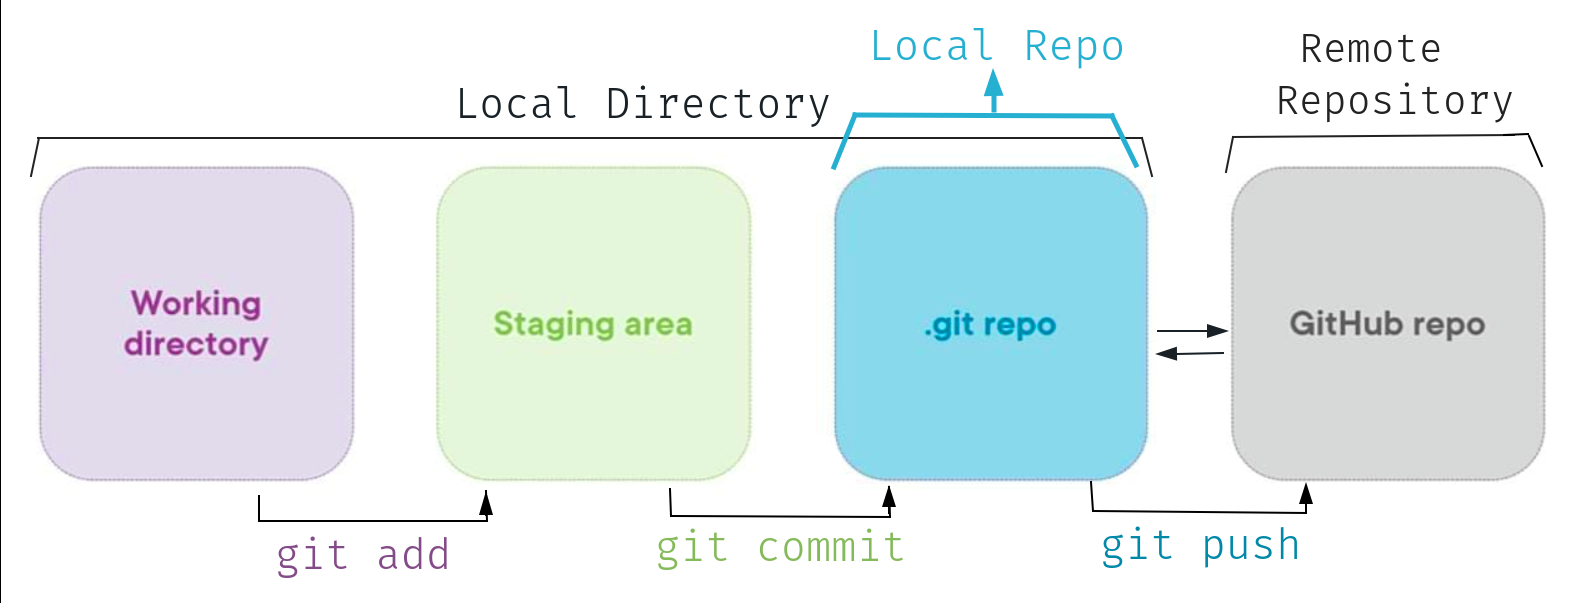 Local Repo
Remote
Repository
Local Directory
Working
directory
Staging area
.git repo
GitHub repo
git add
git commit
git push